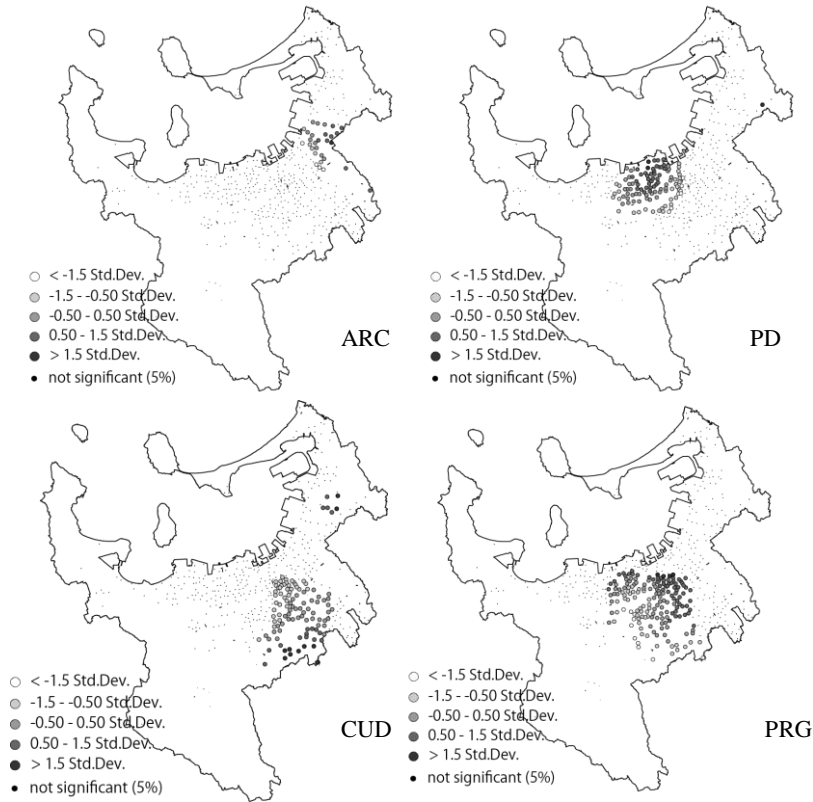 < -1.5 Std.Dev.
-1.5 - -0.50 Std.Dev.
-0.50 - 0.50 Std.Dev.
0.50 - 1.5 Std.Dev.
> 1.5 Std.Dev.
not significant (5%)
ARC
< -1.5 Std.Dev.
-1.5 - -0.50 Std.Dev.
-0.50 - 0.50 Std.Dev.
0.50 - 1.5 Std.Dev.
> 1.5 Std.Dev.
not significant (5%)
PD
< -1.5 Std.Dev.
-1.5 - -0.50 Std.Dev.
-0.50 - 0.50 Std.Dev.
0.50 - 1.5 Std.Dev.
> 1.5 Std.Dev.
not significant (5%)
CUD
< -1.5 Std.Dev.
-1.5 - -0.50 Std.Dev.
-0.50 - 0.50 Std.Dev.
0.50 - 1.5 Std.Dev.
> 1.5 Std.Dev.
not significant (5%)
PRG